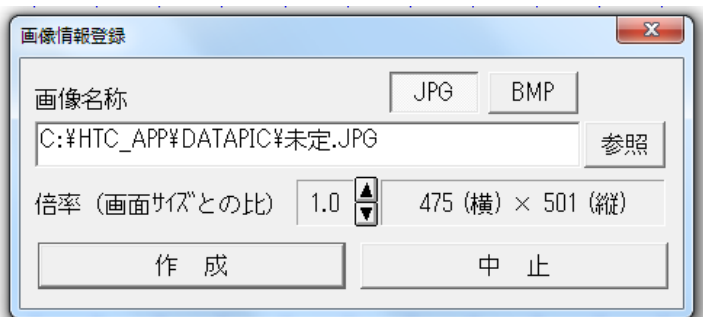 画像情報登録
画像名称 JPG BMP
C:¥HTC_APP¥DATAPIC¥未定.JPG 参照
倍率（画面ｻｲｽﾞとの比） 1.0 475 (横) × 501 (縦)
作 成 中 止